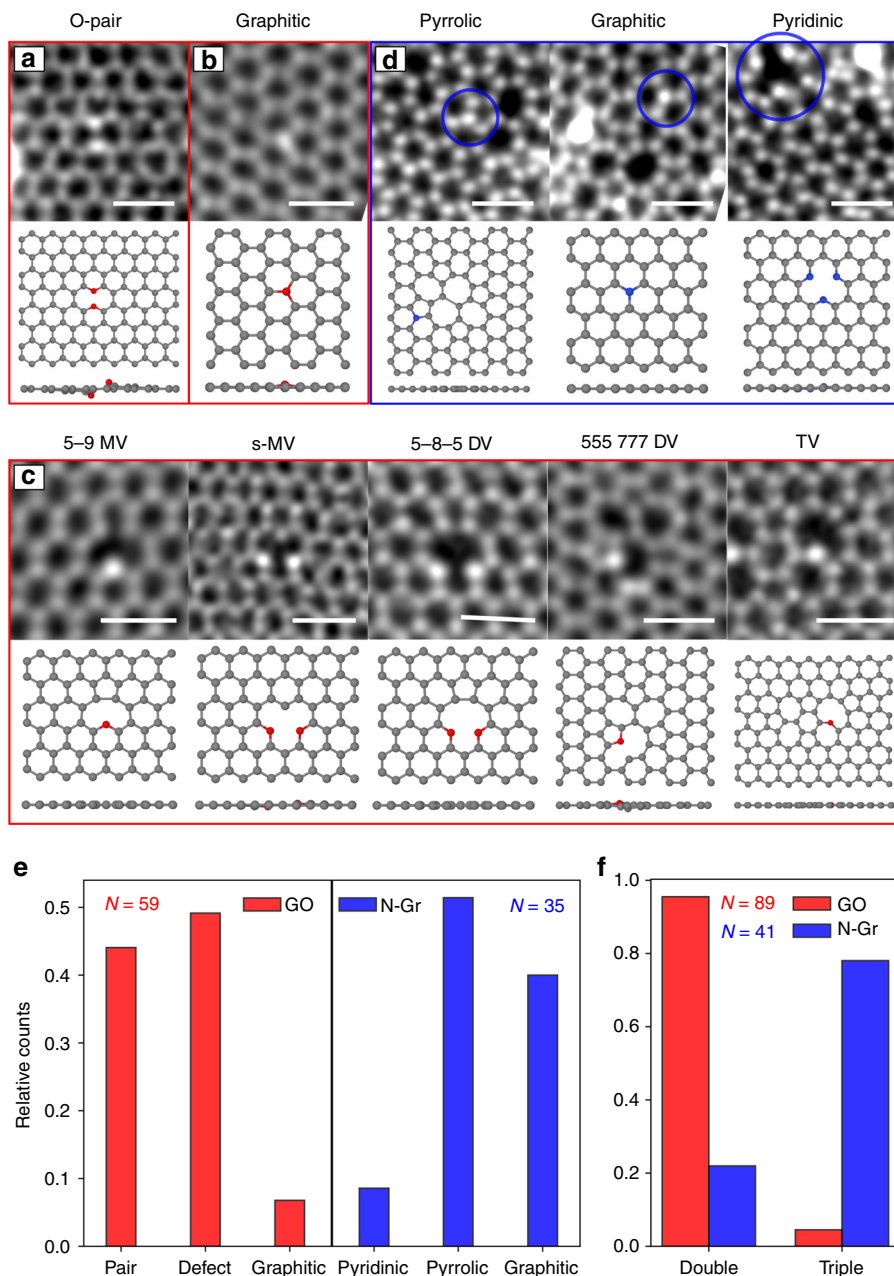 O-pair Graphitic Pyrrolic Graphitic Pyridinic
a b d
5–9 MV s-MV 5–8–5 DV 555 777 DV TV
c
e f
N = 59 GO N-Gr N = 35
N = 89 GO
N = 41 N-Gr
Relative counts
0.5
0.4
0.3
0.2
0.1
0.0
Pair Defect Graphitic Pyridinic Pyrrolic Graphitic
1.0
0.8
0.6
0.4
0.2
0.0
Double Triple